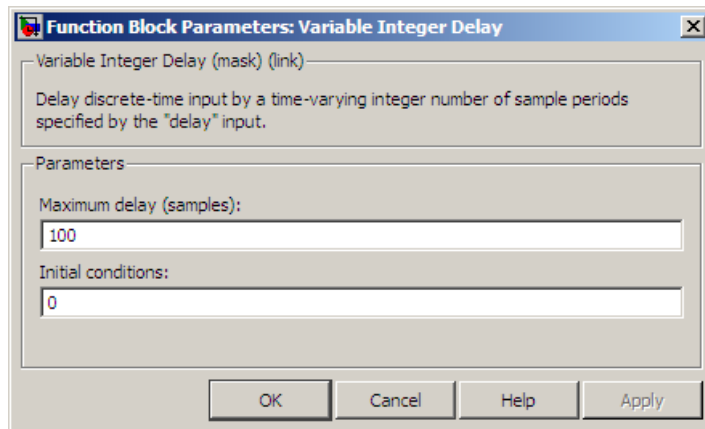 Function Block Parameters: Variable Integer Delay
Variable Integer Delay (mask) (link)
Delay discrete-time input by a time-varying integer number of sample periods
specified by the "delay" input.
Parameters
Maximum delay (samples):
100
Initial conditions:
0
OK Cancel Help Apply